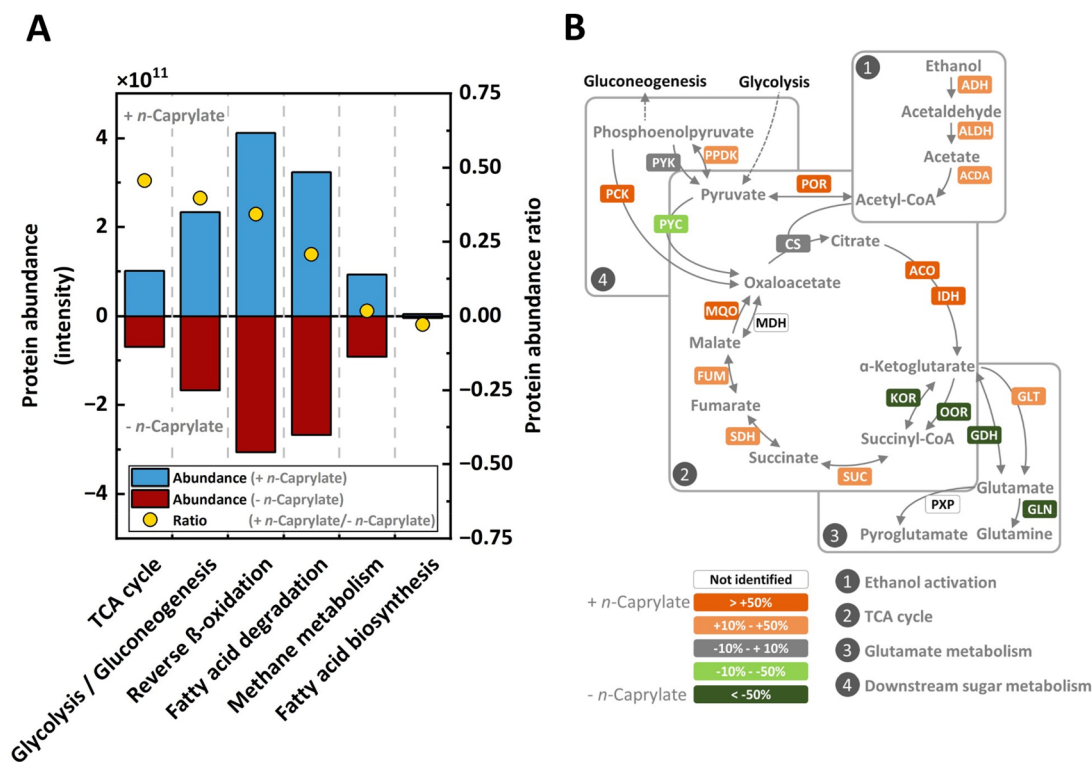 A
×10¹¹
+ n-Caprylate
- n-Caprylate
4
2
0
−2
−4
Protein abundance
(intensity)
0.75
0.50
0.25
0.00
−0.25
−0.50
−0.75
Protein abundance ratio
Abundance (+ n-Caprylate)
Abundance (- n-Caprylate)
Ratio (+ n-Caprylate/- n-Caprylate)
TCA cycle
Glycolysis / Gluconeogenesis
Reverse ß-oxidation
Fatty acid degradation
Methane metabolism
Fatty acid biosynthesis
B
1
Ethanol
ADH
Acetaldehyde
ALDH
Acetate
ACDA
Acetyl-CoA
Gluconeogenesis
Glycolysis
Phosphoenolpyruvate
PYK
PPDK
PCK
Pyruvate
POR
PYC
CS
Citrate
4
ACO
Oxaloacetate
IDH
MQO
MDH
Malate
α-Ketoglutarate
FUM
KOR
GLT
Fumarate
OOR
SDH
Succinyl-CoA
GDH
Succinate
SUC
2
Glutamate
PXP
GLN
3
Pyroglutamate
Glutamine
Not identified
+ n-Caprylate
> +50%
+10% - +50%
-10% - + 10%
-10% - -50%
- n-Caprylate
< -50%
1 Ethanol activation
2 TCA cycle
3 Glutamate metabolism
4 Downstream sugar metabolism